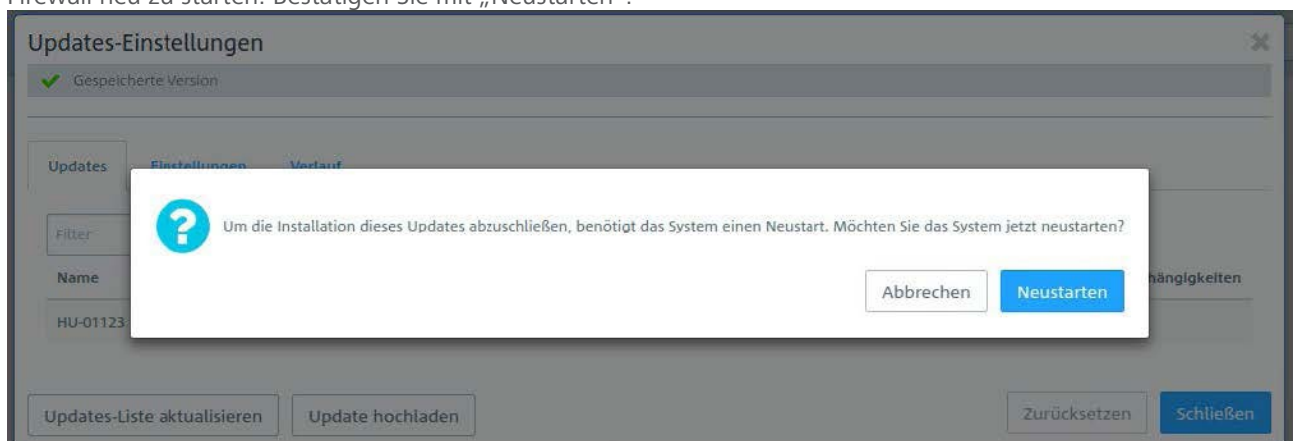 Firewall neu zu starten. Bestätigen Sie mit „Neustarten“.
Updates-Einstellungen
Gespeicherte Version
Updates Einstellungen Verlauf
Um die Installation dieses Updates abzuschließen, benötigt das System einen Neustart. Möchten Sie das System jetzt neustarten?
Filter
Abbrechen Neustarten
Name hängigkeiten
HU-01123
Updates-Liste aktualisieren Update hochladen Zurücksetzen Schließen